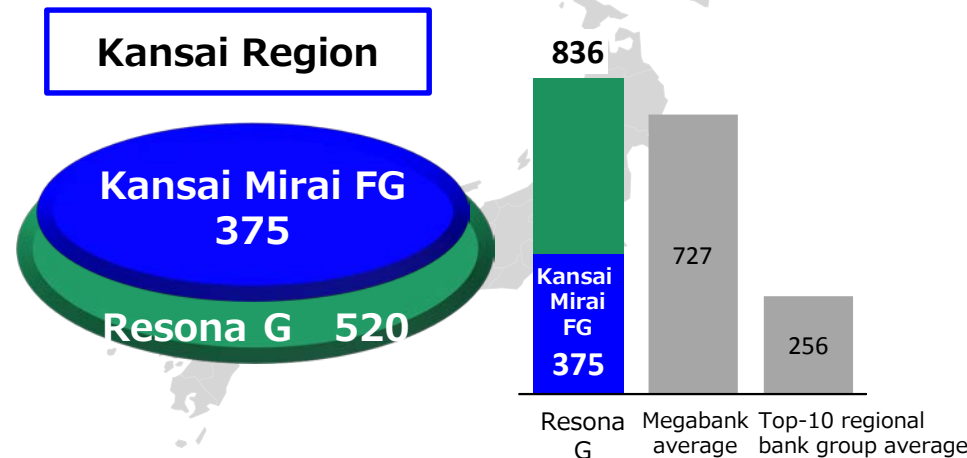 Kansai Region
Kansai Mirai FG
375
Resona G 520
836
Kansai
Mirai
FG
375
727
256
Resona
G
Megabank
average
Top-10 regional
bank group average